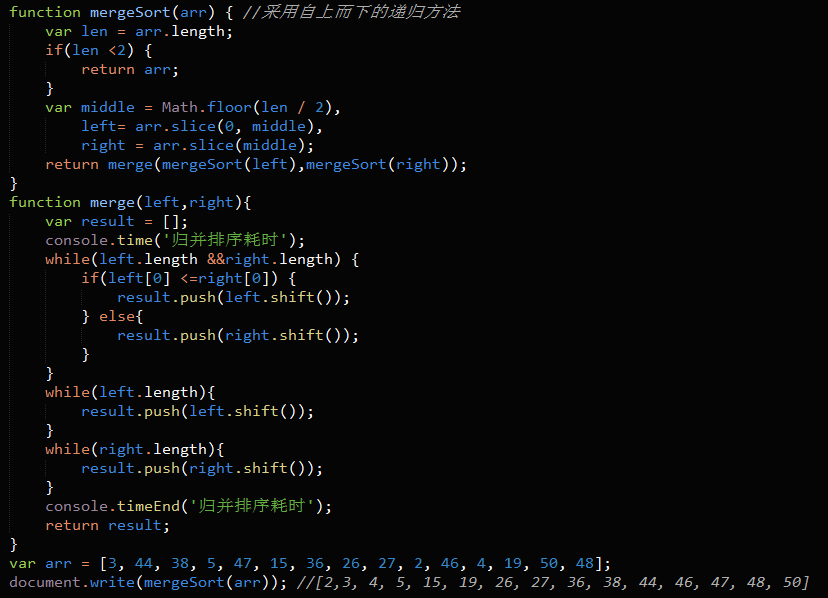 function mergeSort(arr) { //采用自上而下的递归方法
    var len = arr.length;
    if(len <2) {
        return arr;
    }
    var middle = Math.floor(len / 2),
        left= arr.slice(0, middle),
        right = arr.slice(middle);
    return merge(mergeSort(left),mergeSort(right));
}
function merge(left,right){
    var result = [];
    console.time('归并排序耗时');
    while(left.length &&right.length) {
        if(left[0] <=right[0]) {
            result.push(left.shift());
        } else{
            result.push(right.shift());
        }
    }
    while(left.length){
        result.push(left.shift());
    }
    while(right.length){
        result.push(right.shift());
    }
    console.timeEnd('归并排序耗时');
    return result;
}
var arr = [3, 44, 38, 5, 47, 15, 36, 26, 27, 2, 46, 4, 19, 50, 48];
document.write(mergeSort(arr)); //[2,3, 4, 5, 15, 19, 26, 27, 36, 38, 44, 46, 47, 48, 50]